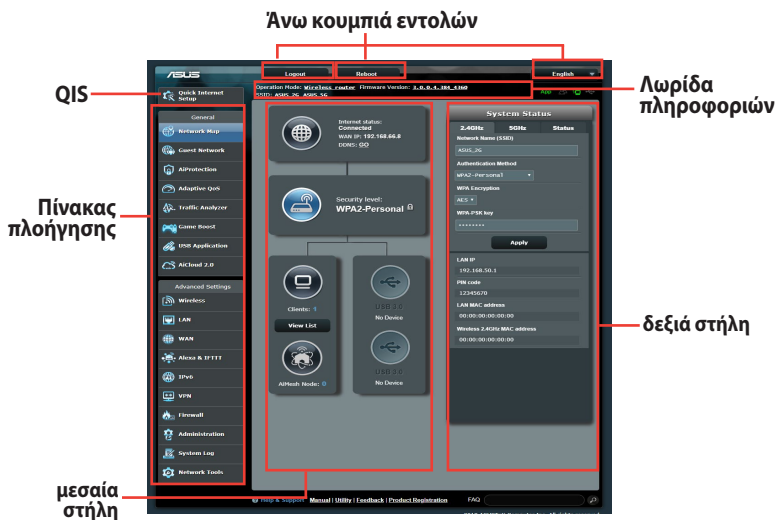 Άνω κουμπιά εντολών
QIS
Λωρίδα
πληροφοριών
Πίνακας
πλοήγησης
δεξιά στήλη
μεσαία
στήλη
ASUS
Logout
Reboot
English
Quick Internet
Setup
Operation Mode: Wireless router Firmware Version: 3.0.0.4.384_4360
SSID: ASUS_2G ASUS_5G
General
Network Map
Guest Network
AiProtection
Adaptive QoS
Traffic Analyzer
Game Boost
USB Application
AiCloud 2.0
Advanced Settings
Wireless
LAN
WAN
Alexa & IFTTT
IPv6
VPN
Firewall
Administration
System Log
Network Tools
Internet status:
Connected
WAN IP: 192.168.66.8
DDNS: GO
Security level:
WPA2-Personal
Clients: 1
View List
AiMesh Node: 0
USB 3.0
No Device
USB 3.0
No Device
System Status
2.4GHz
5GHz
Status
Network Name (SSID)
ASUS_2G
Authentication Method
WPA2-Personal
WPA Encryption
AES
WPA-PSK key
••••••••
Apply
LAN IP
192.168.50.1
PIN code
12345670
LAN MAC address
00:00:00:00:00:00
Wireless 2.4GHz MAC address
00:00:00:00:00:00
Help & Support
Manual | Utility | Feedback | Product Registration
FAQ